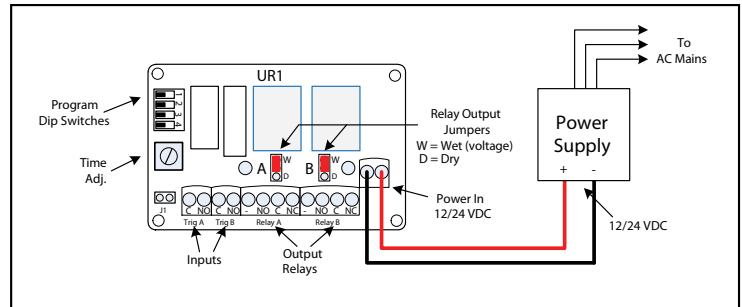 UR1
To
AC Mains
Program
Dip Switches
1
2
3
4
Relay Output
Jumpers
W = Wet (voltage)
D = Dry
Power
Supply
+ -
Time
Adj.
A W D
B W D
Power In
12/24 VDC
12/24 VDC
J1
C NO C NO - NO C NC - NO C NC
Trig A Trig B Relay A Relay B
Inputs
Output
Relays